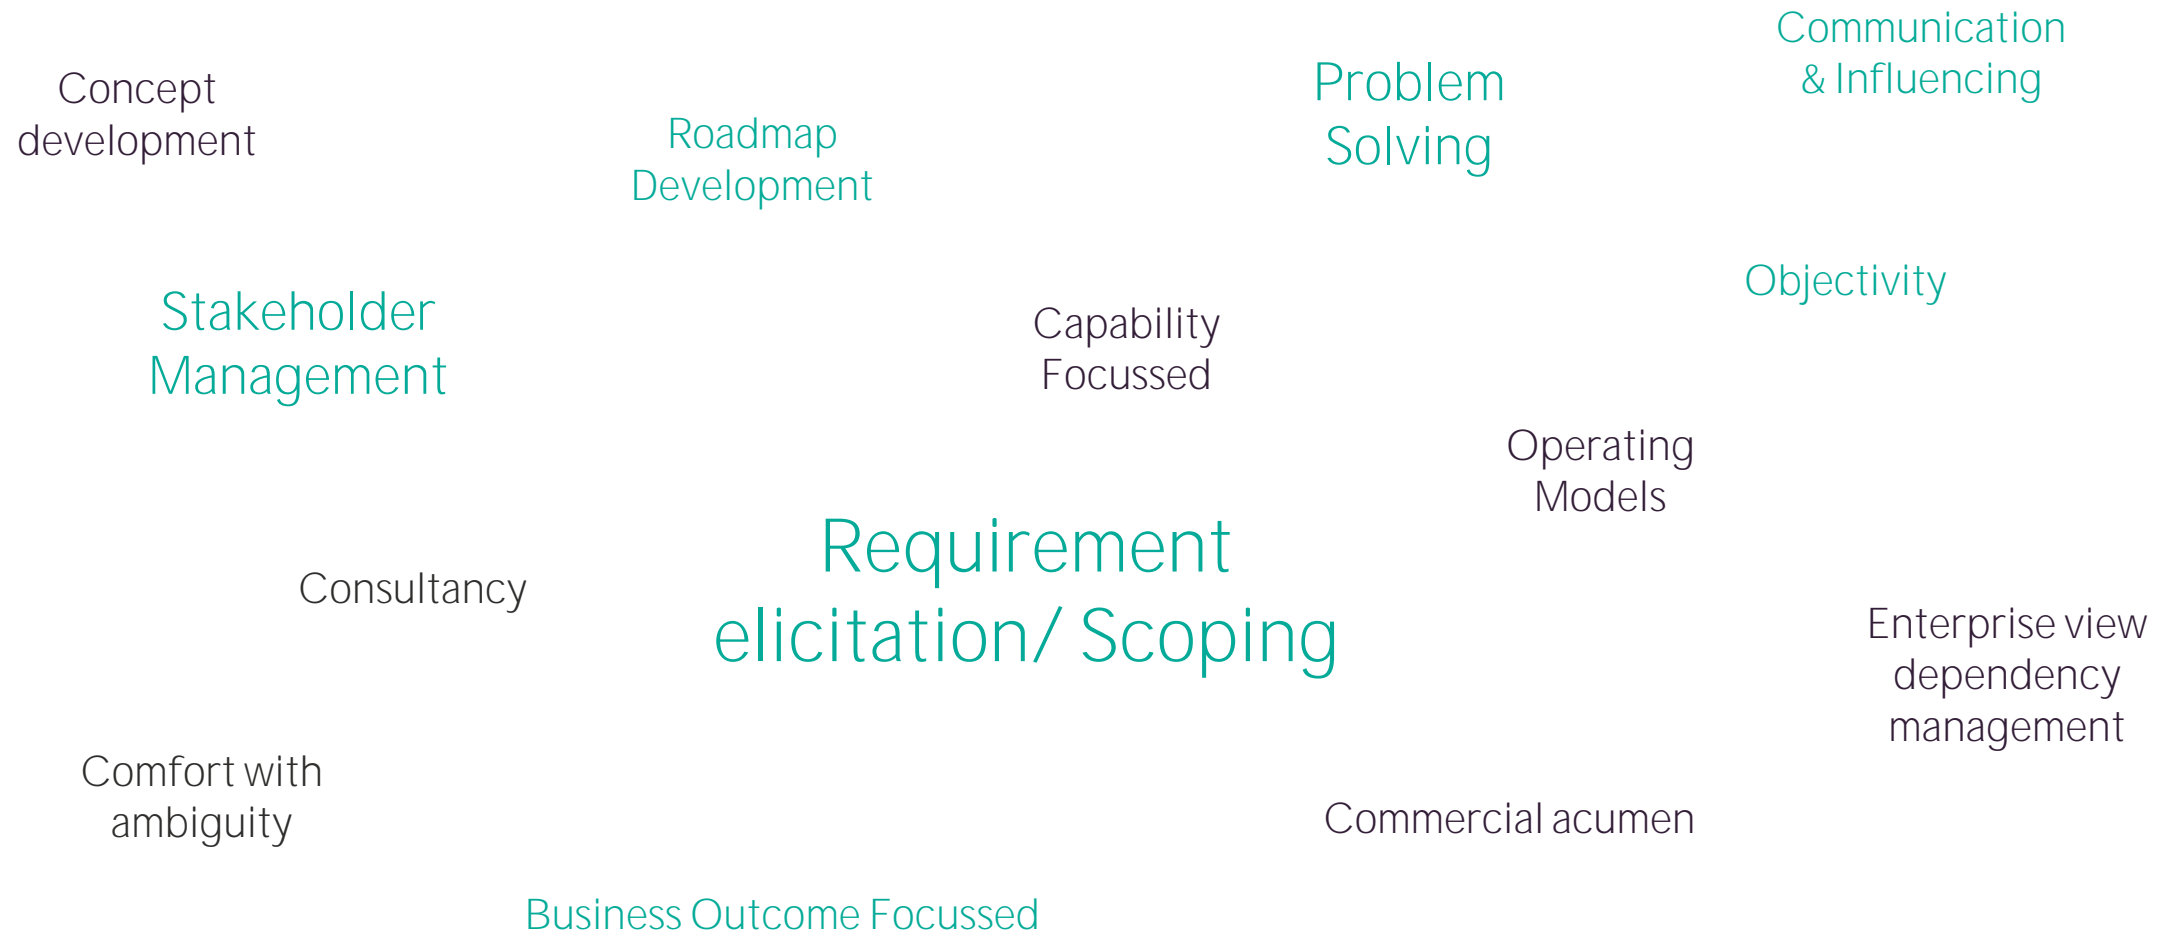 Communication
& Influencing
Problem
Solving
Concept
development
Roadmap
Development
Objectivity
Stakeholder
Management
Capability
Focussed
Operating
Models
Requirement
elicitation/ Scoping
Consultancy
Enterprise view
dependency
management
Comfort with
ambiguity
Commercial acumen
Business Outcome Focussed